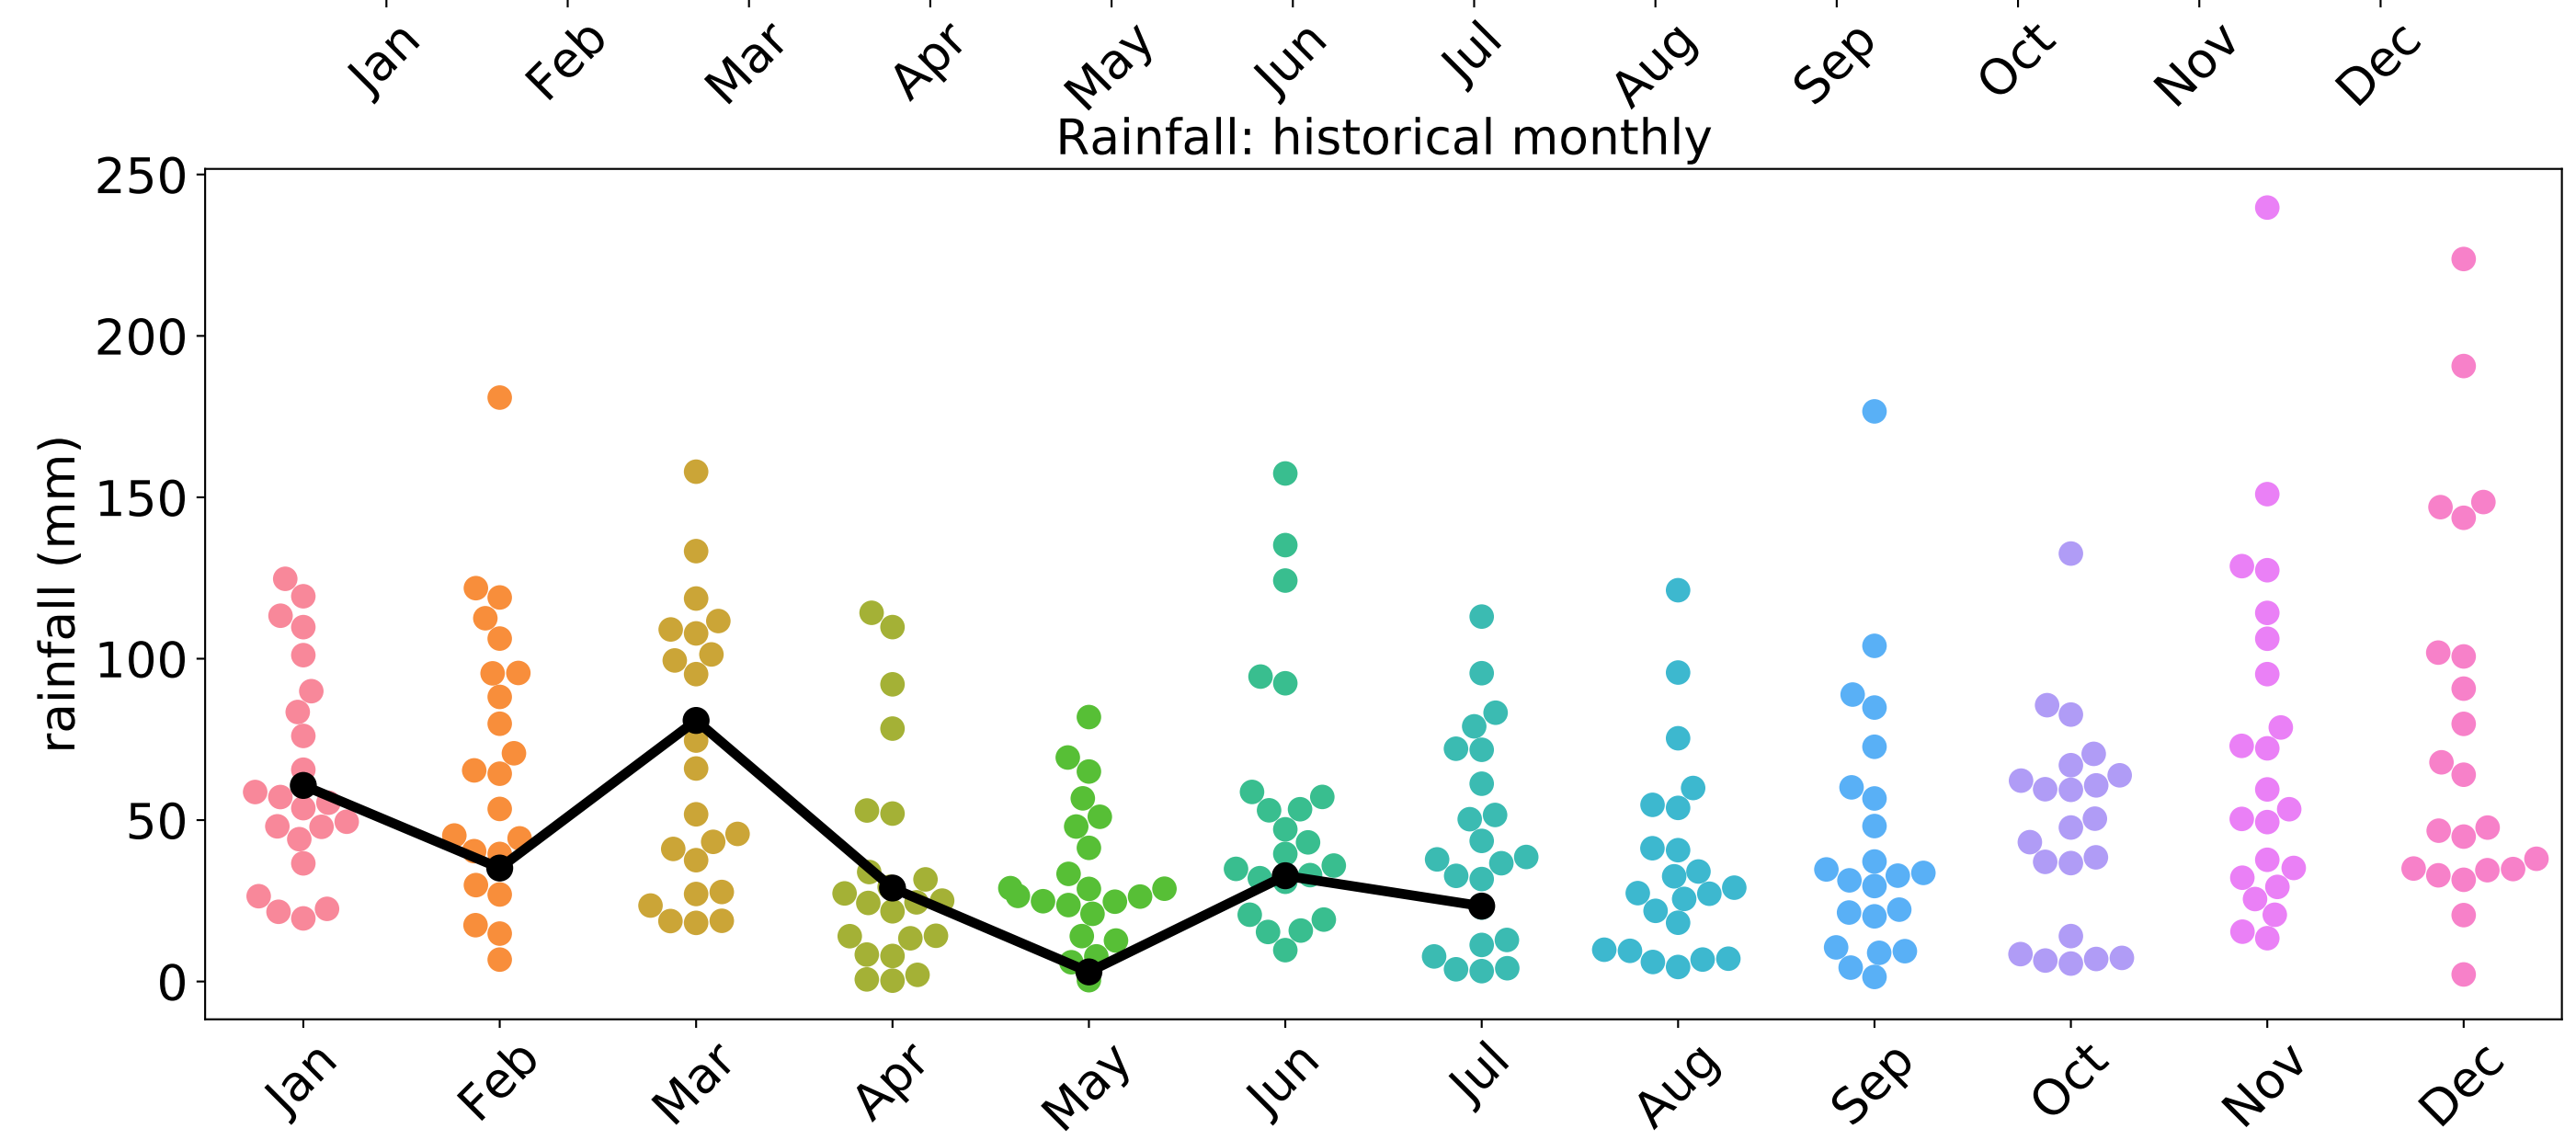 Jan Feb Mar Apr May Jun Jul Aug Sep Oct Nov Dec
Rainfall: historical monthly
250
200
150
100
50
0
rainfall (mm)
Jan Feb Mar Apr May Jun Jul Aug Sep Oct Nov Dec